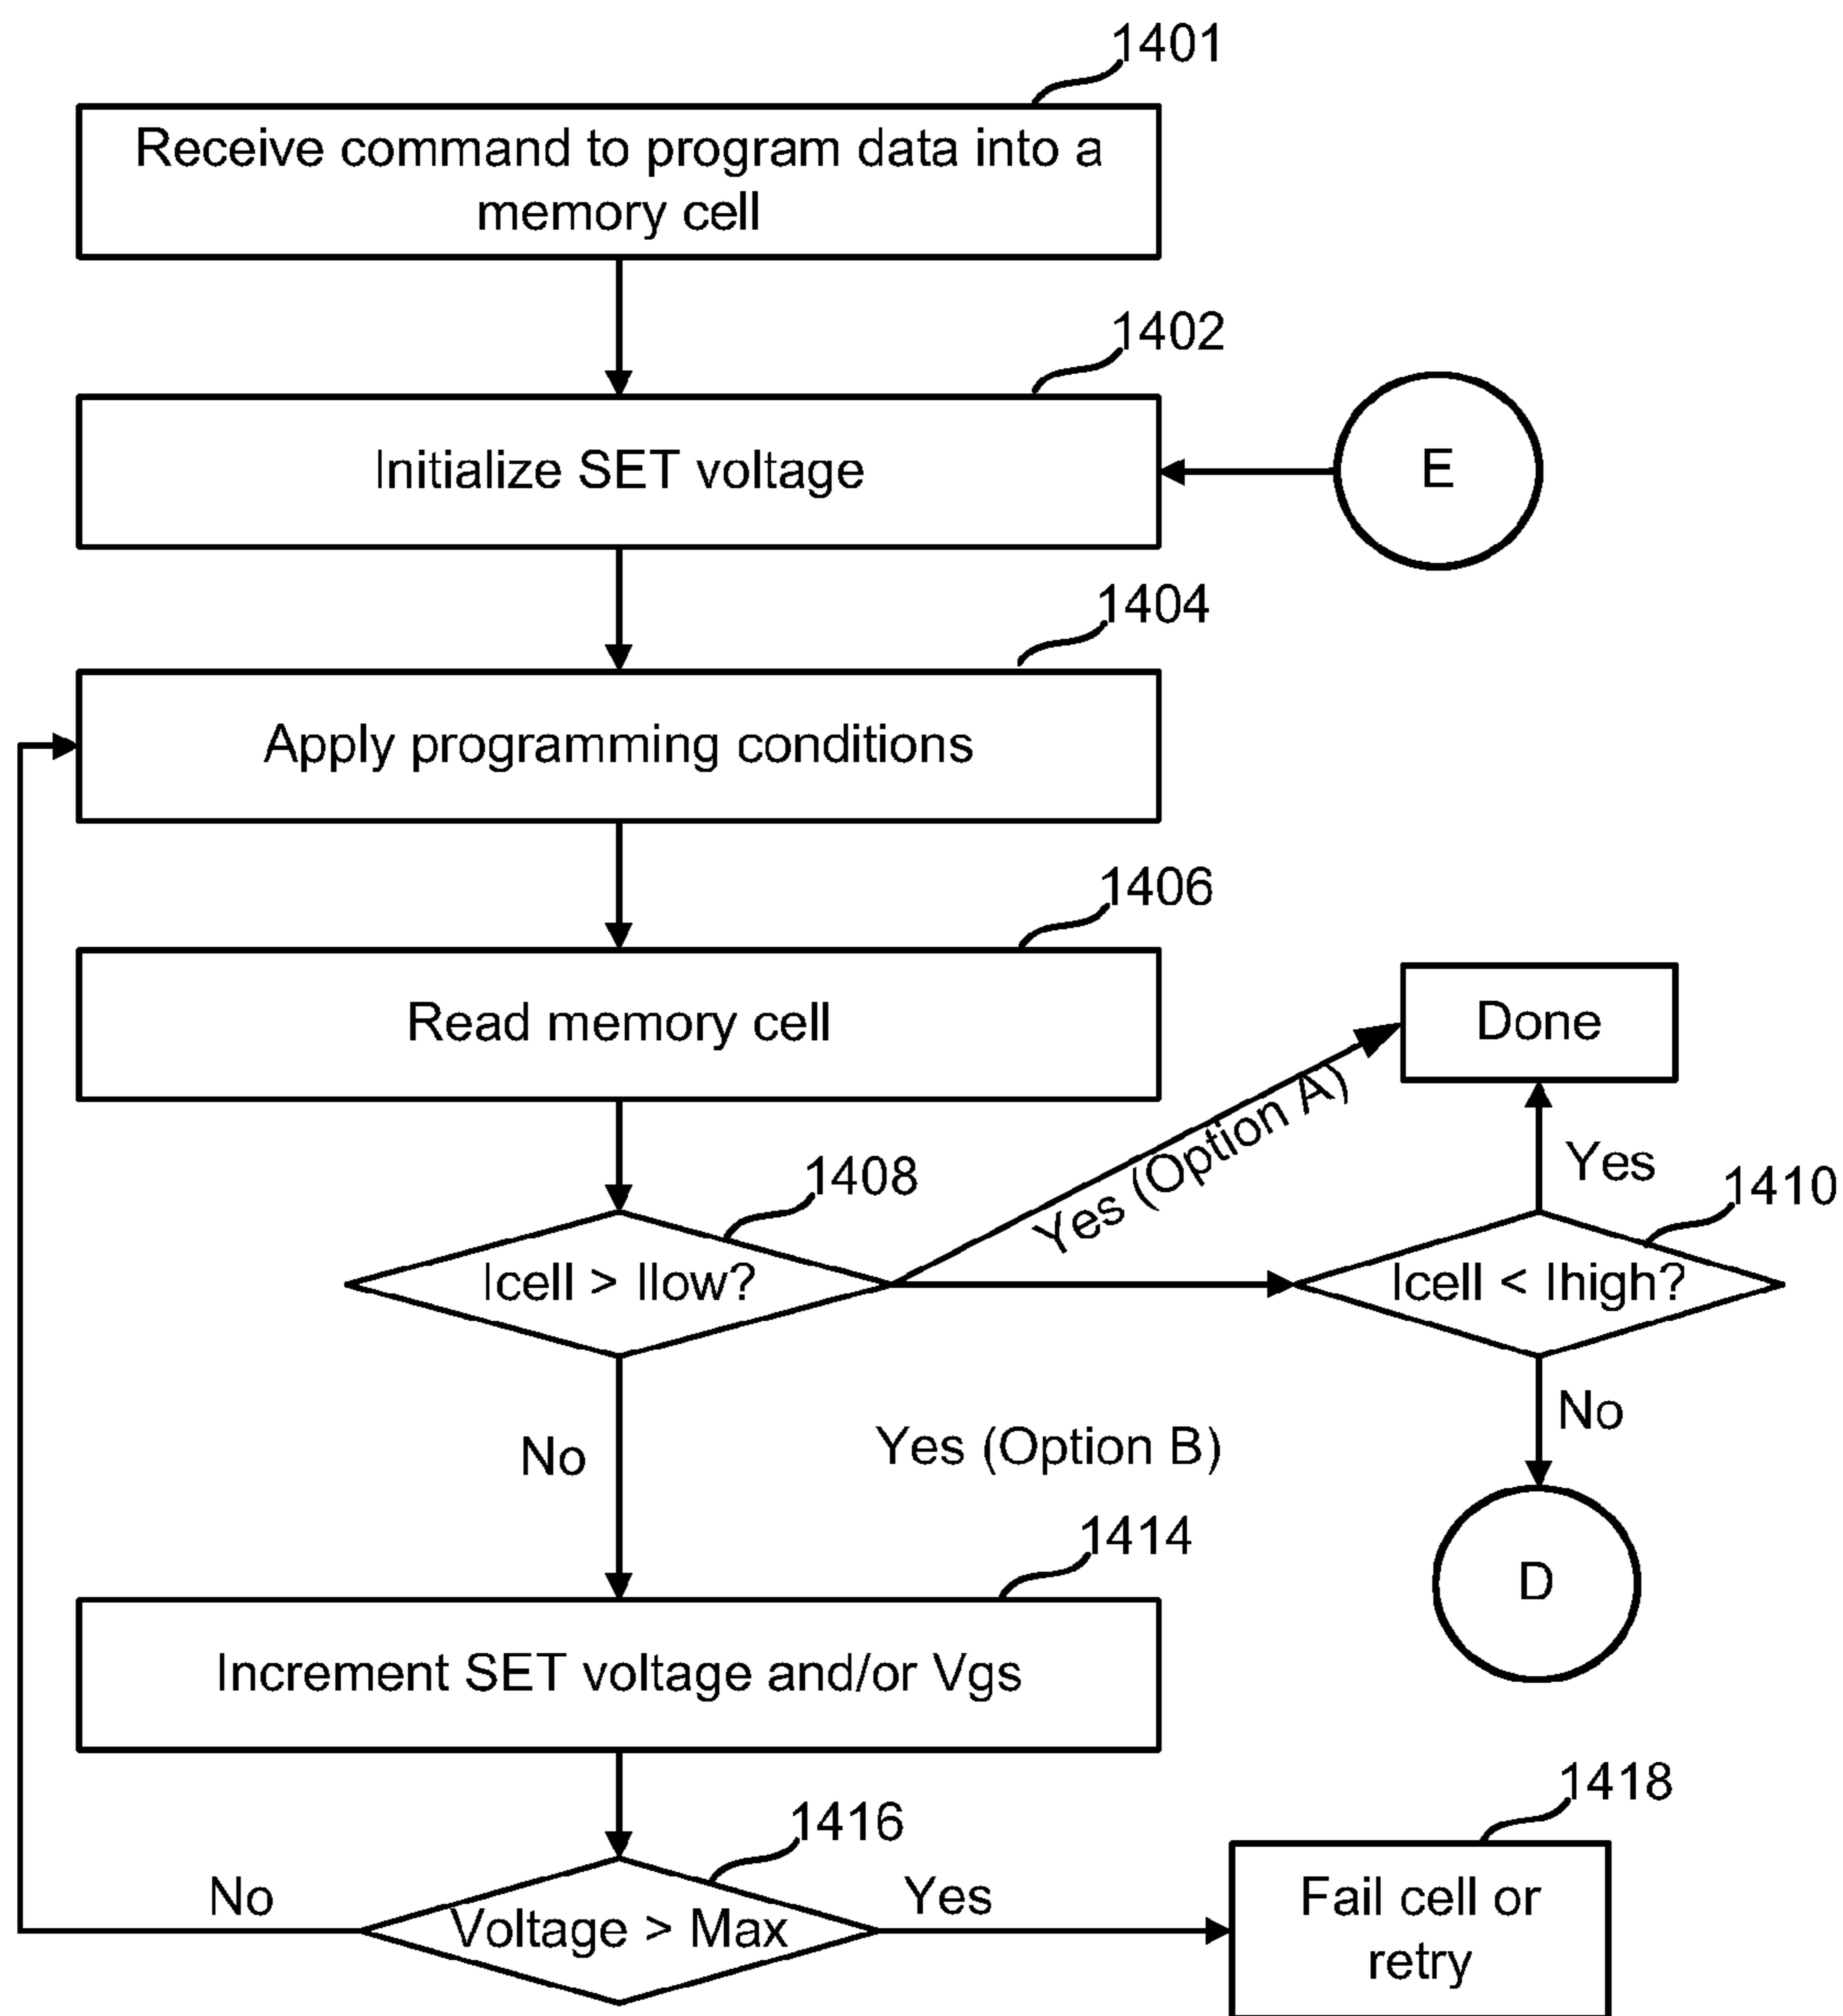 1401
Receive command to program data into a
memory cell
1402
Initialize SET voltage
E
1404
Apply programming conditions
1406
Read memory cell
Done
Yes (Option A)
Yes
1408
1410
Icell > Ilow?
Icell < Ihigh?
No
No
Yes (Option B)
1414
D
Increment SET voltage and/or Vgs
1416
1418
No
Yes
Voltage > Max
Fail cell or
retry